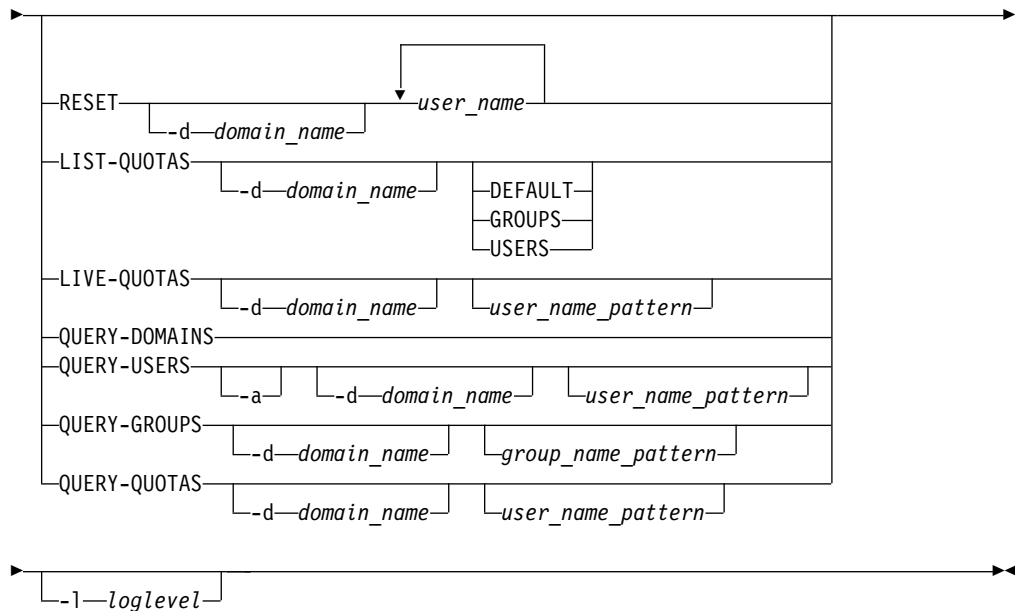 RESET user_name
-d domain_name
LIST-QUOTAS
-d domain_name DEFAULT
GROUPS
USERS
LIVE-QUOTAS
-d domain_name user_name_pattern
QUERY-DOMAINS
QUERY-USERS
-a -d domain_name user_name_pattern
QUERY-GROUPS
-d domain_name group_name_pattern
QUERY-QUOTAS
-d domain_name user_name_pattern
-l loglevel